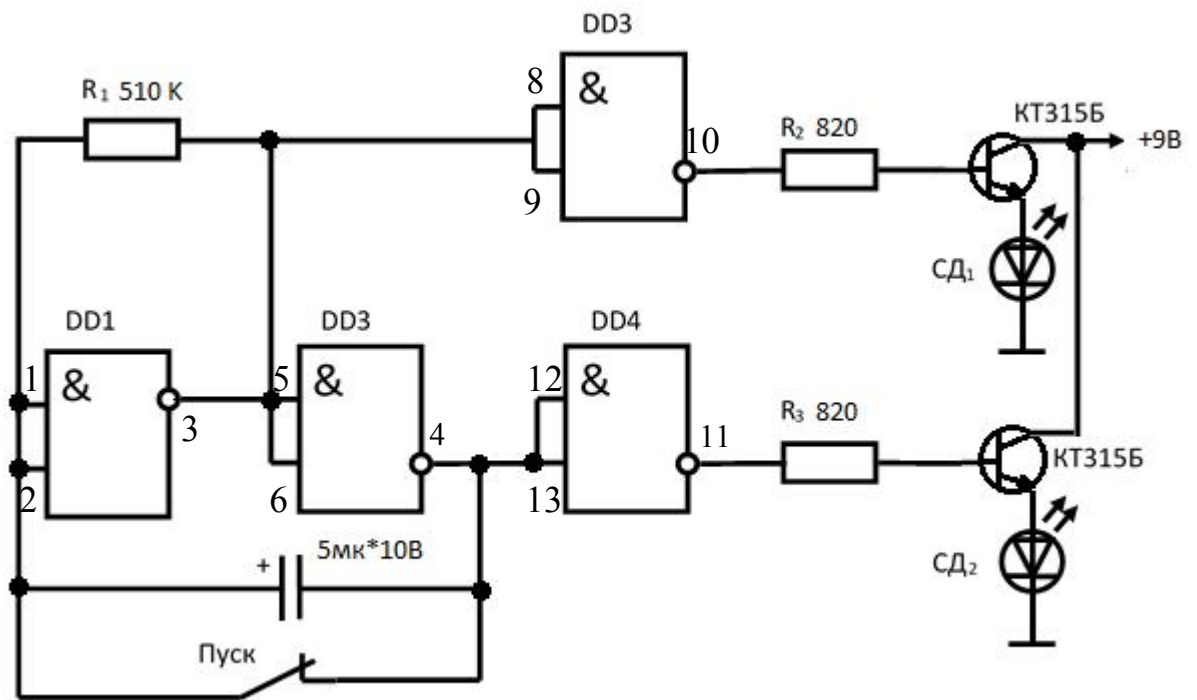 DD3
R₁ 510 К
8
&
КТ315Б
+9В
10
R₂ 820
9
СД₁
DD1
DD3
DD4
1
&
5
&
12
&
3
4
11
R₃ 820
2
6
13
КТ315Б
5мк*10В
+
СД₂
Пуск